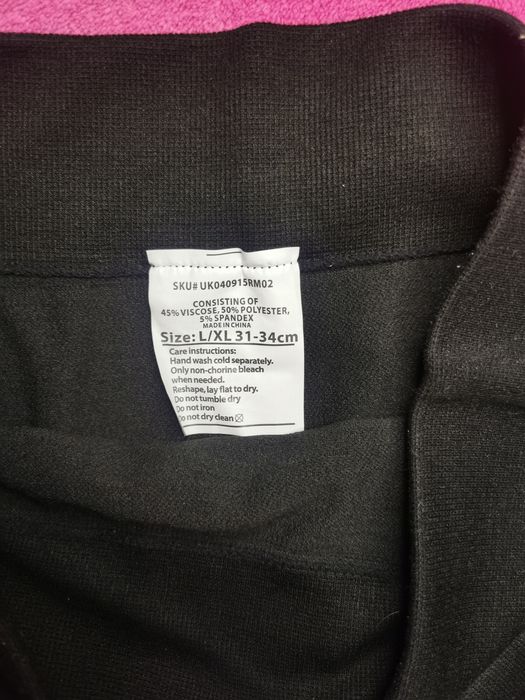 SKU# UK040915RM02
CONSISTING OF
45% VISCOSE, 50% POLYESTER,
5% SPANDEX
MADE IN CHINA
Size: L/XL 31-34cm
Care instructions:
Hand wash cold separately.
Only non-chorine bleach
when needed.
Reshape, lay flat to dry.
Do not tumble dry
Do not iron
Do not dry clean